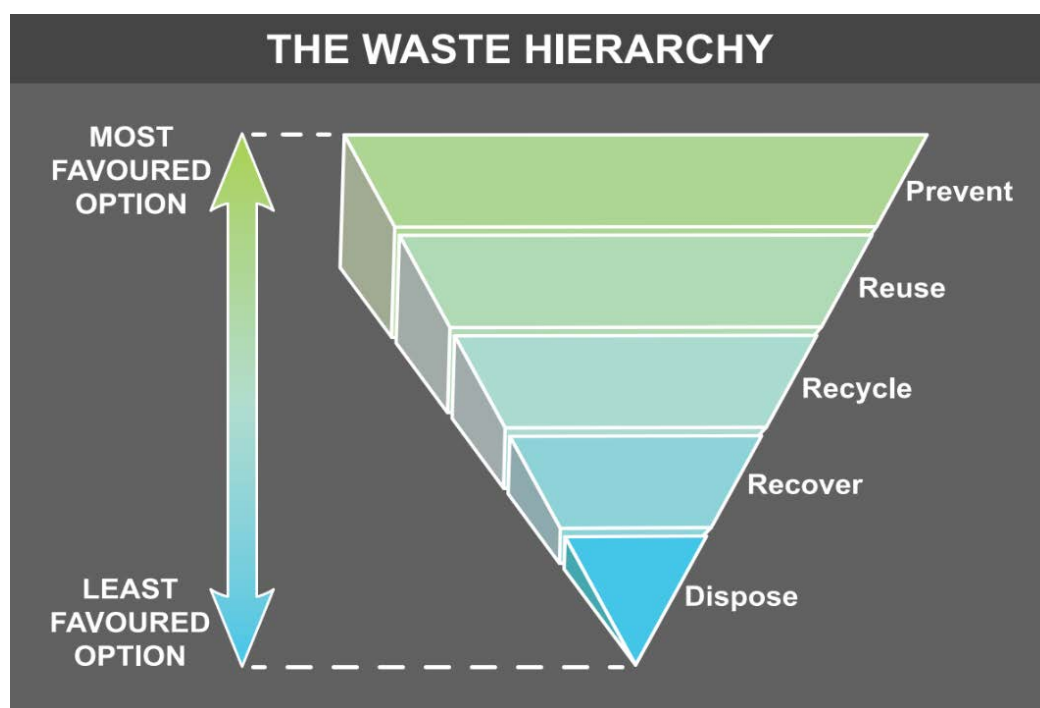 THE WASTE HIERARCHY
MOST
FAVOURED
OPTION
Prevent
Reuse
Recycle
Recover
Dispose
LEAST
FAVOURED
OPTION